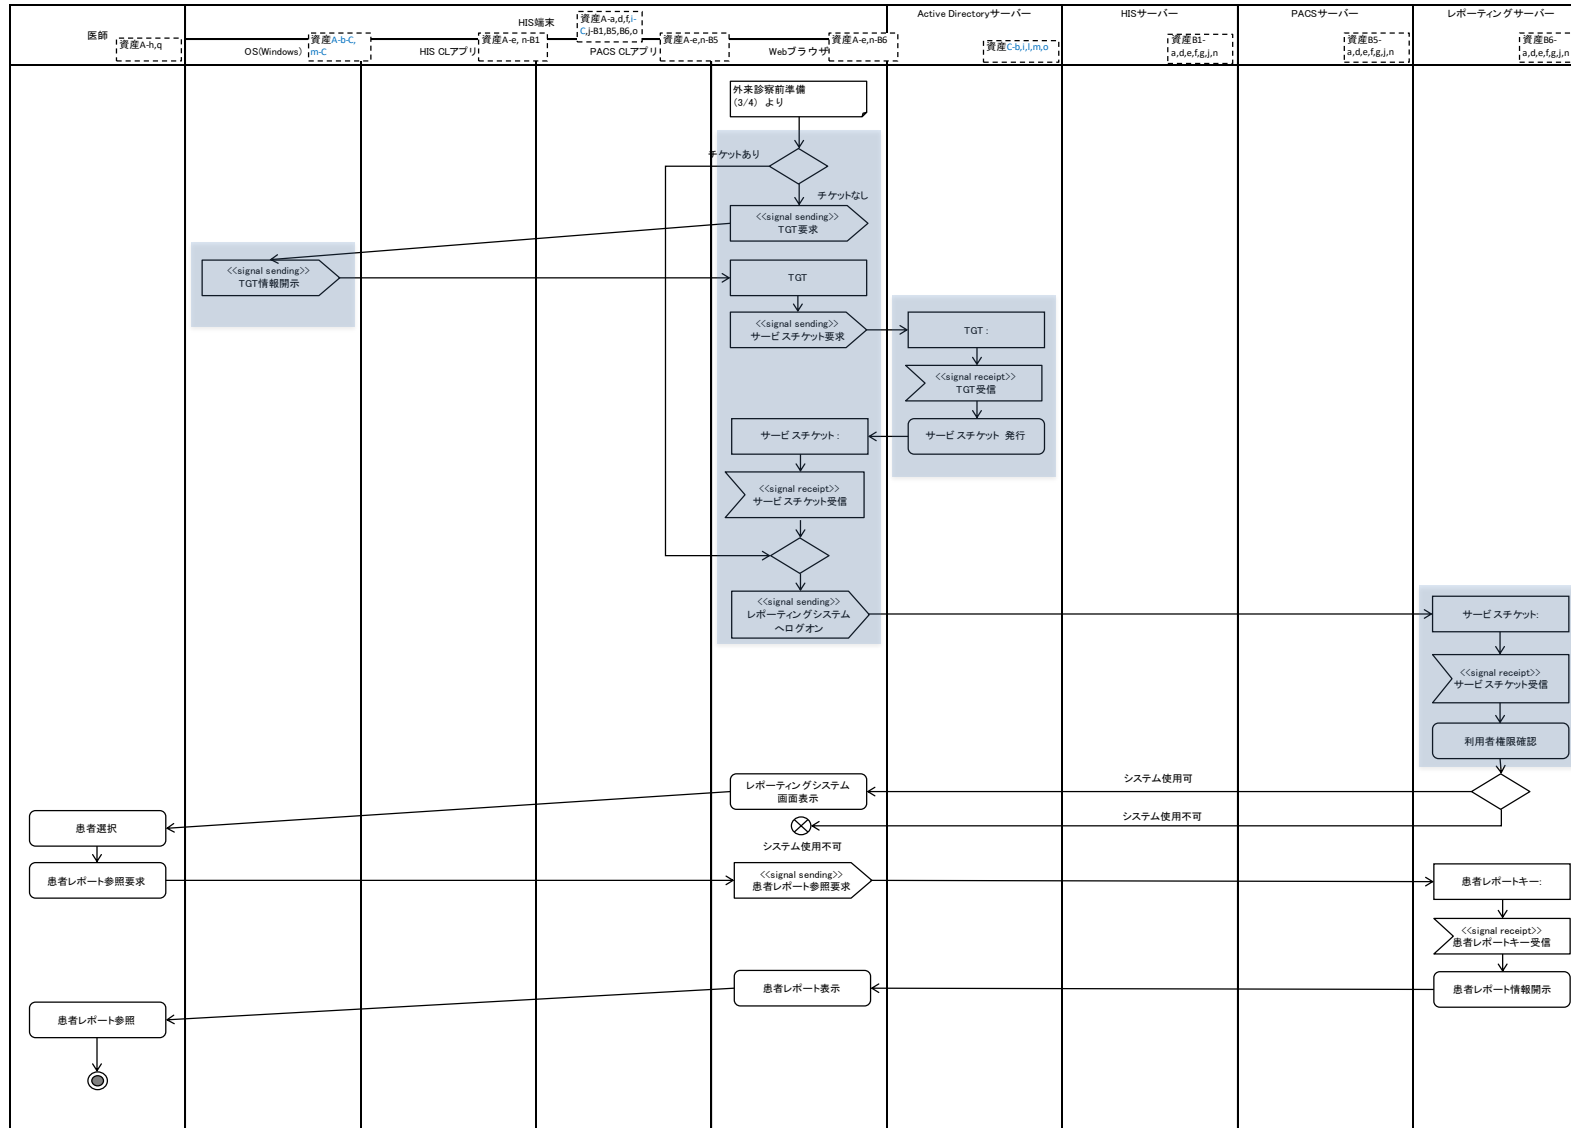 医師
資産A-h,q
HIS端末
資産A-a,d,f,i-
C,j-B1,B5,B6,o
OS(Windows)
資産A-b-C,
m-C
HIS CLアプリ
資産A-e, n-B1
PACS CLアプリ
資産A-e,n-B5
Webブラウザ
資産A-e,n-B6
Active Directoryサーバー
資産C-b,i,l,m,o
HISサーバー
資産B1-
a,d,e,f,g,j,n
PACSサーバー
資産B5-
a,d,e,f,g,j,n
レポーティングサーバー
資産B6-
a,d,e,f,g,j,n
外来診察前準備
(3/4) より
チケットあり
チケットなし
<<signal sending>>
TGT要求
<<signal sending>>
TGT情報開示
TGT
<<signal sending>>
サービスチケット要求
TGT :
<<signal receipt>>
TGT受信
サービスチケット :
サービスチケット 発行
<<signal receipt>>
サービスチケット受信
<<signal sending>>
レポーティングシステム
へログオン
サービスチケット:
<<signal receipt>>
サービスチケット受信
利用者権限確認
システム使用可
レポーティングシステム
画面表示
システム使用不可
患者選択
システム使用不可
患者レポート参照要求
<<signal sending>>
患者レポート参照要求
患者レポートキー:
<<signal receipt>>
患者レポートキー受信
患者レポート表示
患者レポート情報開示
患者レポート参照